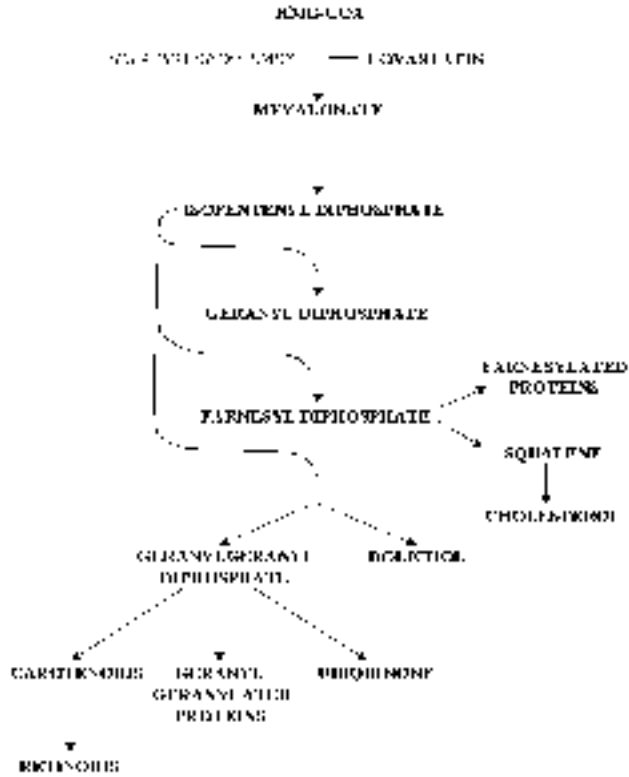 HMG-COA
LOVASTATIN
MEVALONATE
ISOPENTENYL DIPHOSPHATE
GERANYL DIPHOSPHATE
FARNESYLATED
PROTEINS
FARNESYL DIPHOSPHATE
SQUALENE
CHOLESTEROL
GERANYLGERANYL
DIPHOSPHATE
DOLICHOL
CAROTENOIDS
GERANYL
GERANYLATED
PROTEINS
UBIQUINONE
RETINOIDS